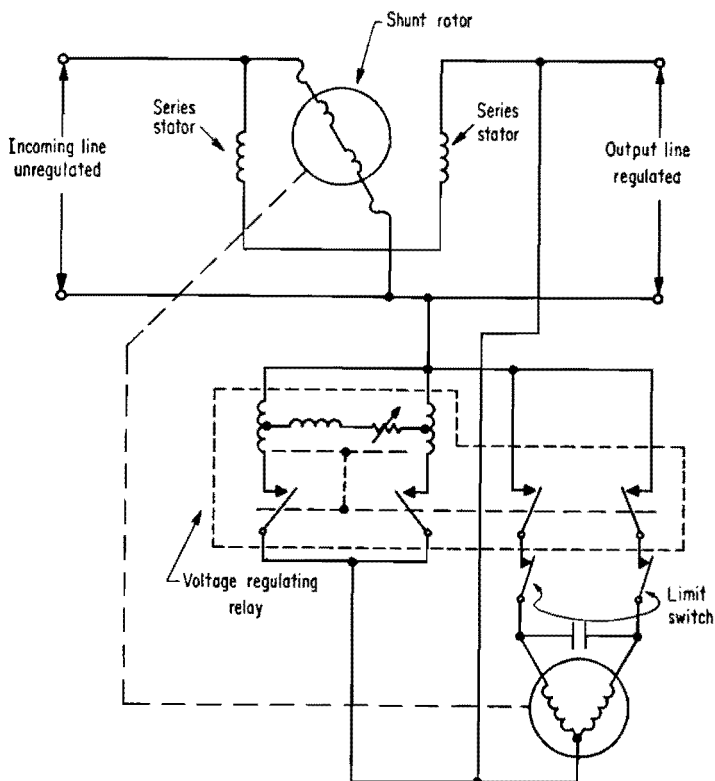 Shunt rotor
Series
stator
Series
stator
Incoming line
unregulated
Output line
regulated
Voltage regulating
relay
Limit
switch